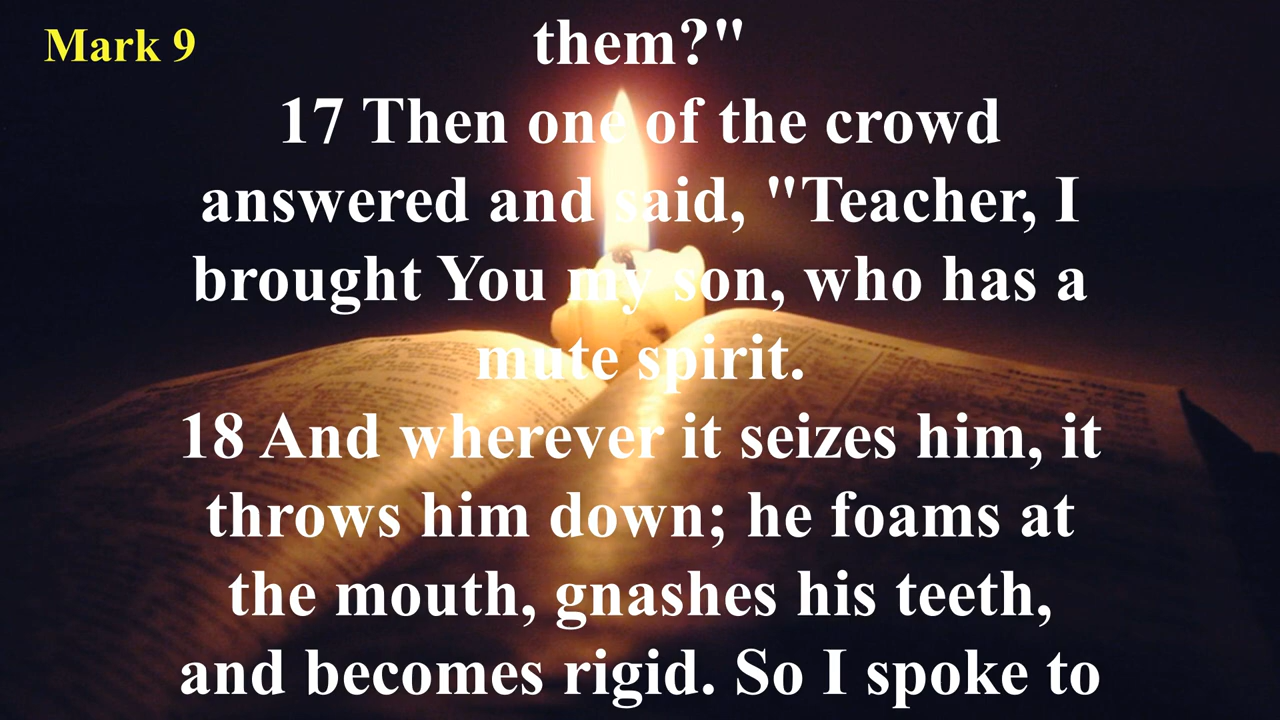 Mark 9
them?"
17 Then one of the crowd
answered and said, "Teacher, I
brought You my son, who has a
mute spirit.
18 And wherever it seizes him, it
throws him down; he foams at
the mouth, gnashes his teeth,
and becomes rigid. So I spoke to